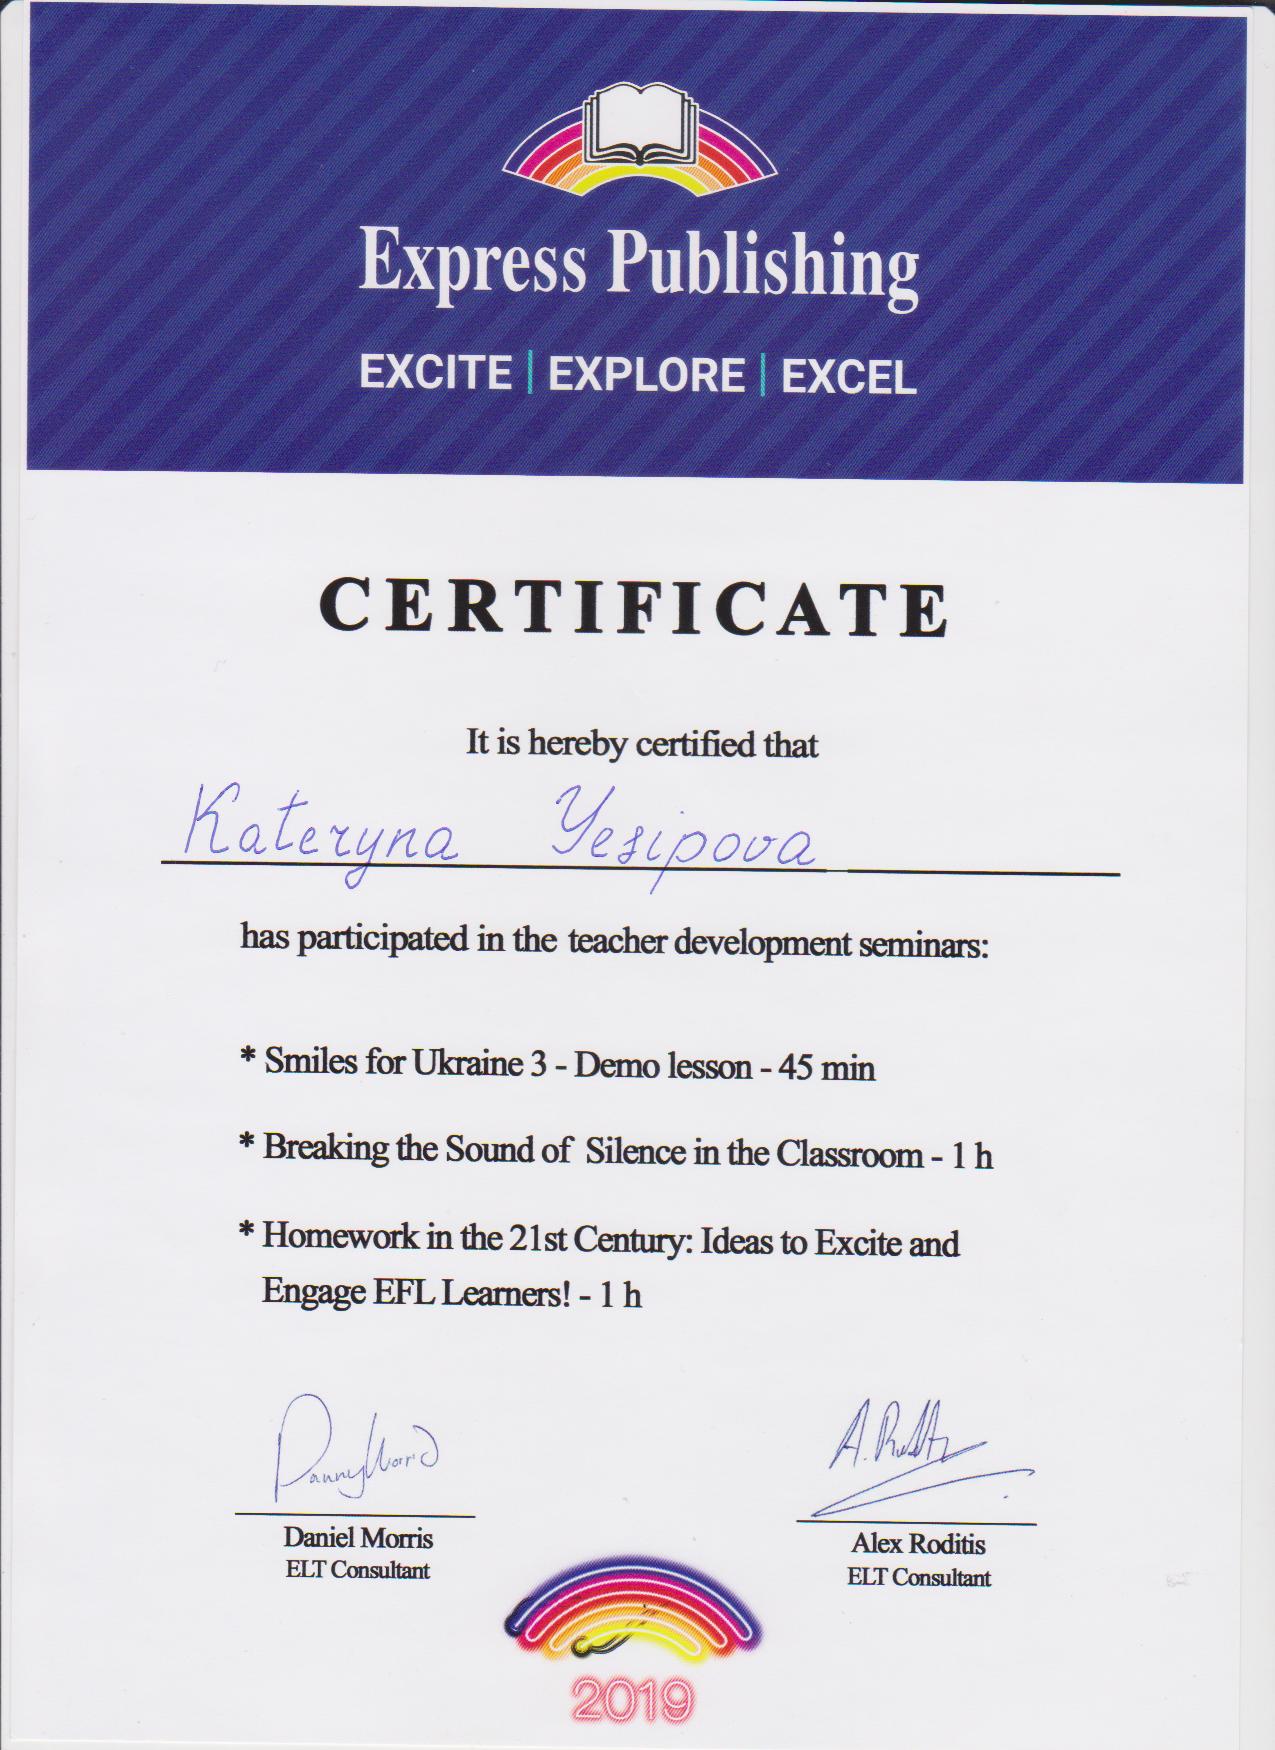 Express Publishing
EXCITE | EXPLORE | EXCEL
CERTIFICATE
It is hereby certified that
Kateryna Yesipova
has participated in the teacher development seminars:
* Smiles for Ukraine 3 - Demo lesson - 45 min
* Breaking the Sound of Silence in the Classroom - 1 h
* Homework in the 21st Century: Ideas to Excite and
Engage EFL Learners! - 1 h
Danny Morris A. Roditis
Daniel Morris Alex Roditis
ELT Consultant ELT Consultant
2019